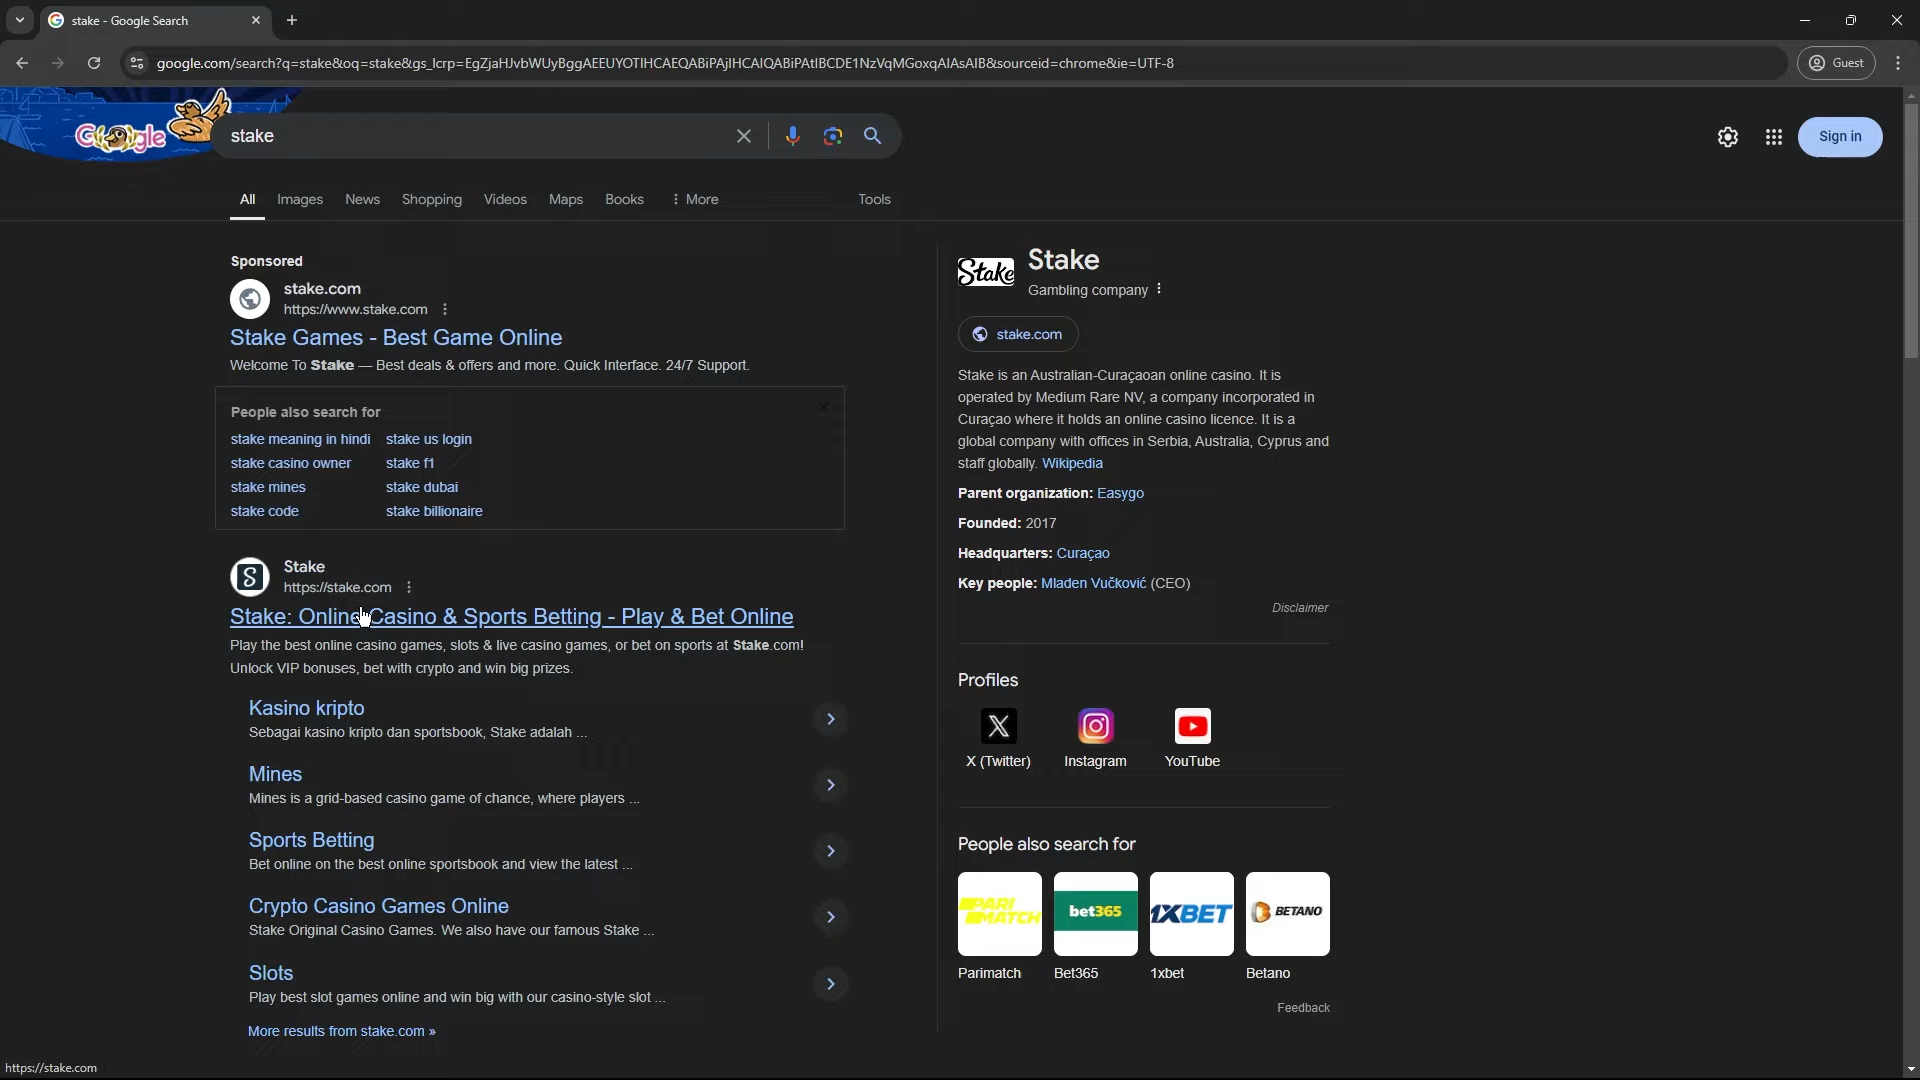 stake - Google Search
google.com/search?q=stake&oq=stake&gs_lcrp=EgZjaHJvbWUyBggAEEUYOTIHCAEQABiPAjIHCAIQABiPAtIBCDE1NzVqMGoxqAIAsAIB&sourceid=chrome&ie=UTF-8
Guest
Google
stake
Sign in
All Images News Shopping Videos Maps Books More Tools
Sponsored
stake.com
https://www.stake.com
Stake Games - Best Game Online
Welcome To Stake — Best deals & offers and more. Quick Interface. 24/7 Support.
People also search for
stake meaning in hindi stake us login
stake casino owner stake f1
stake mines stake dubai
stake code stake billionaire
Stake
https://stake.com
Stake: Online Casino & Sports Betting - Play & Bet Online
Play the best online casino games, slots & live casino games, or bet on sports at Stake.com!
Unlock VIP bonuses, bet with crypto and win big prizes.
Kasino kripto
Sebagai kasino kripto dan sportsbook, Stake adalah ...
Mines
Mines is a grid-based casino game of chance, where players ...
Sports Betting
Bet online on the best online sportsbook and view the latest ...
Crypto Casino Games Online
Stake Original Casino Games. We also have our famous Stake ...
Slots
Play best slot games online and win big with our casino-style slot ...
More results from stake.com »
Stake
Stake
Gambling company
stake.com
Stake is an Australian-Curaçaoan online casino. It is
operated by Medium Rare NV, a company incorporated in
Curaçao where it holds an online casino licence. It is a
global company with offices in Serbia, Australia, Cyprus and
staff globally. Wikipedia
Parent organization: Easygo
Founded: 2017
Headquarters: Curaçao
Key people: Mladen Vučković (CEO)
Disclaimer
Profiles
X (Twitter) Instagram YouTube
People also search for
PARI MATCH bet365 1XBET BETANO
Parimatch Bet365 1xbet Betano
Feedback
https://stake.com